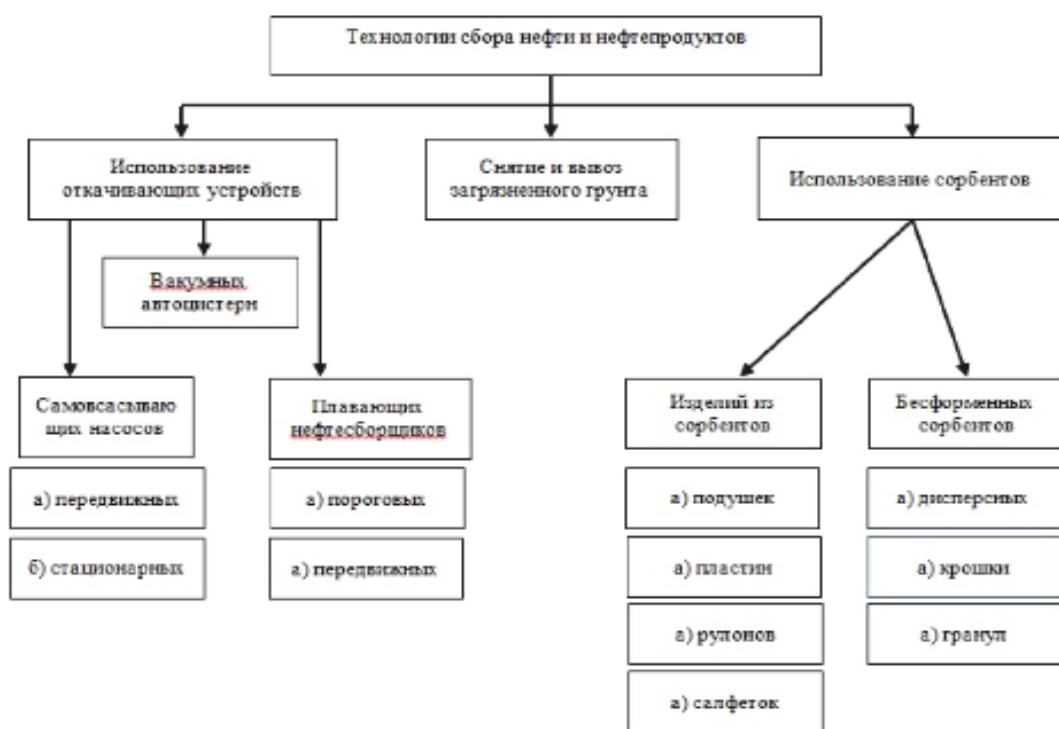 Технологии сбора нефти и нефтепродуктов
Использование
откачивающих устройств
Снятие и вывоз
загрязненного грунта
Использование сорбентов
Вакумных
автоцистерн
Самовсасываю
щих насосов
Плавающих
нефтесборщиков
Изделий из
сорбентов
Бесформенных
сорбентов
а) передвижных
а) пороговых
а) подушек
а) дисперсных
б) стационарных
а) передвижных
а) пластин
а) крошки
а) рулонов
а) гранул
а) салфеток